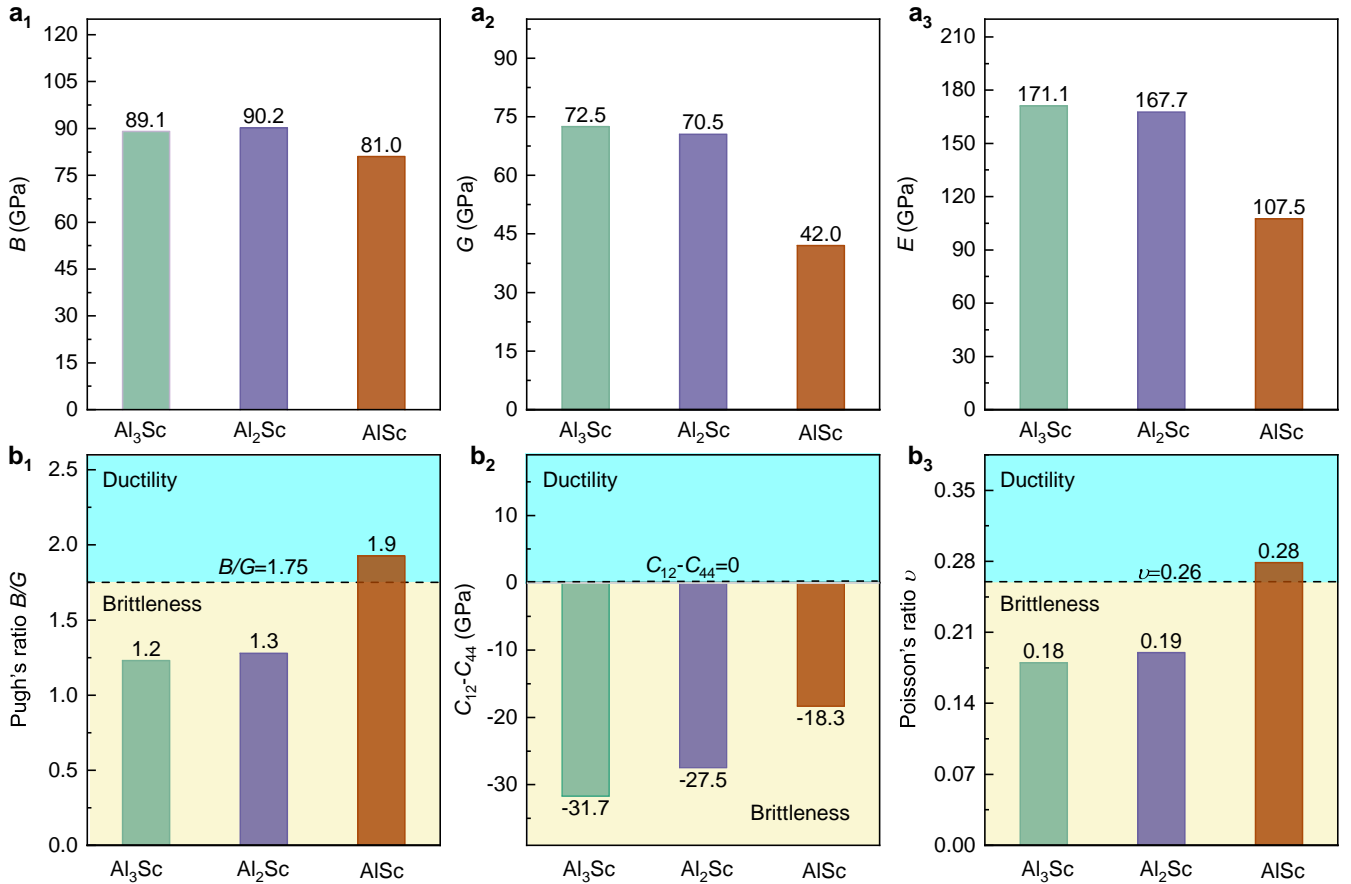 a₁
B (GPa)
120
105
90
75
60
45
30
15
0
89.1
90.2
81.0
Al₃Sc
Al₂Sc
AlSc
a₂
G (GPa)
90
75
60
45
30
15
0
72.5
70.5
42.0
Al₃Sc
Al₂Sc
AlSc
a₃
E (GPa)
210
180
150
120
90
60
30
0
171.1
167.7
107.5
Al₃Sc
Al₂Sc
AlSc
b₁
Pugh's ratio B/G
2.5
2.0
1.5
1.0
0.5
0.0
Ductility
B/G=1.75
Brittleness
1.2
1.3
1.9
Al₃Sc
Al₂Sc
AlSc
b₂
C₁₂-C₄₄ (GPa)
10
0
-10
-20
-30
Ductility
C₁₂-C₄₄=0
-31.7
-27.5
-18.3
Brittleness
Al₃Sc
Al₂Sc
AlSc
b₃
Poisson's ratio υ
0.35
0.28
0.21
0.14
0.07
0.00
Ductility
υ=0.26
Brittleness
0.18
0.19
0.28
Al₃Sc
Al₂Sc
AlSc